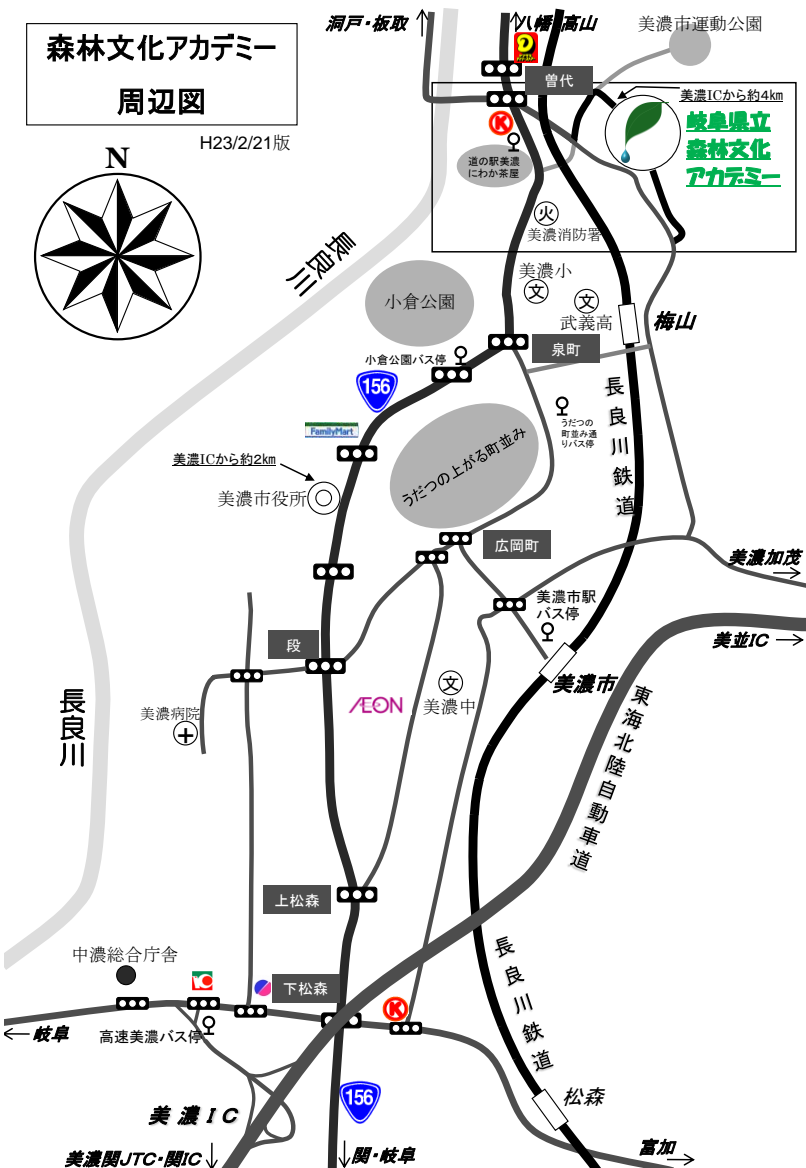 森林文化アカデミー
周辺図
H23/2/21版
N
洞戸・板取
八幡・高山
美濃市運動公園
曽代
美濃ICから約4km
岐阜県立
森林文化
アカデミー
K
道の駅美濃
にわか茶屋
火
美濃消防署
長良川
小倉公園
美濃小
文
文
武義高
梅山
泉町
小倉公園バス停
156
FamilyMart
美濃ICから約2km
美濃市役所
うだつの上がる町並み
うだつの
町並み通
りバス停
長良川鉄道
広岡町
美濃加茂
美濃市駅
バス停
美並IC
段
美濃市
文
美濃中
ÆON
美濃病院
長良川
東海北陸自動車道
上松森
中濃総合庁舎
下松森
K
長良川鉄道
岐阜
高速美濃バス停
156
松森
美濃IC
美濃関JTC・関IC
関・岐阜
富加